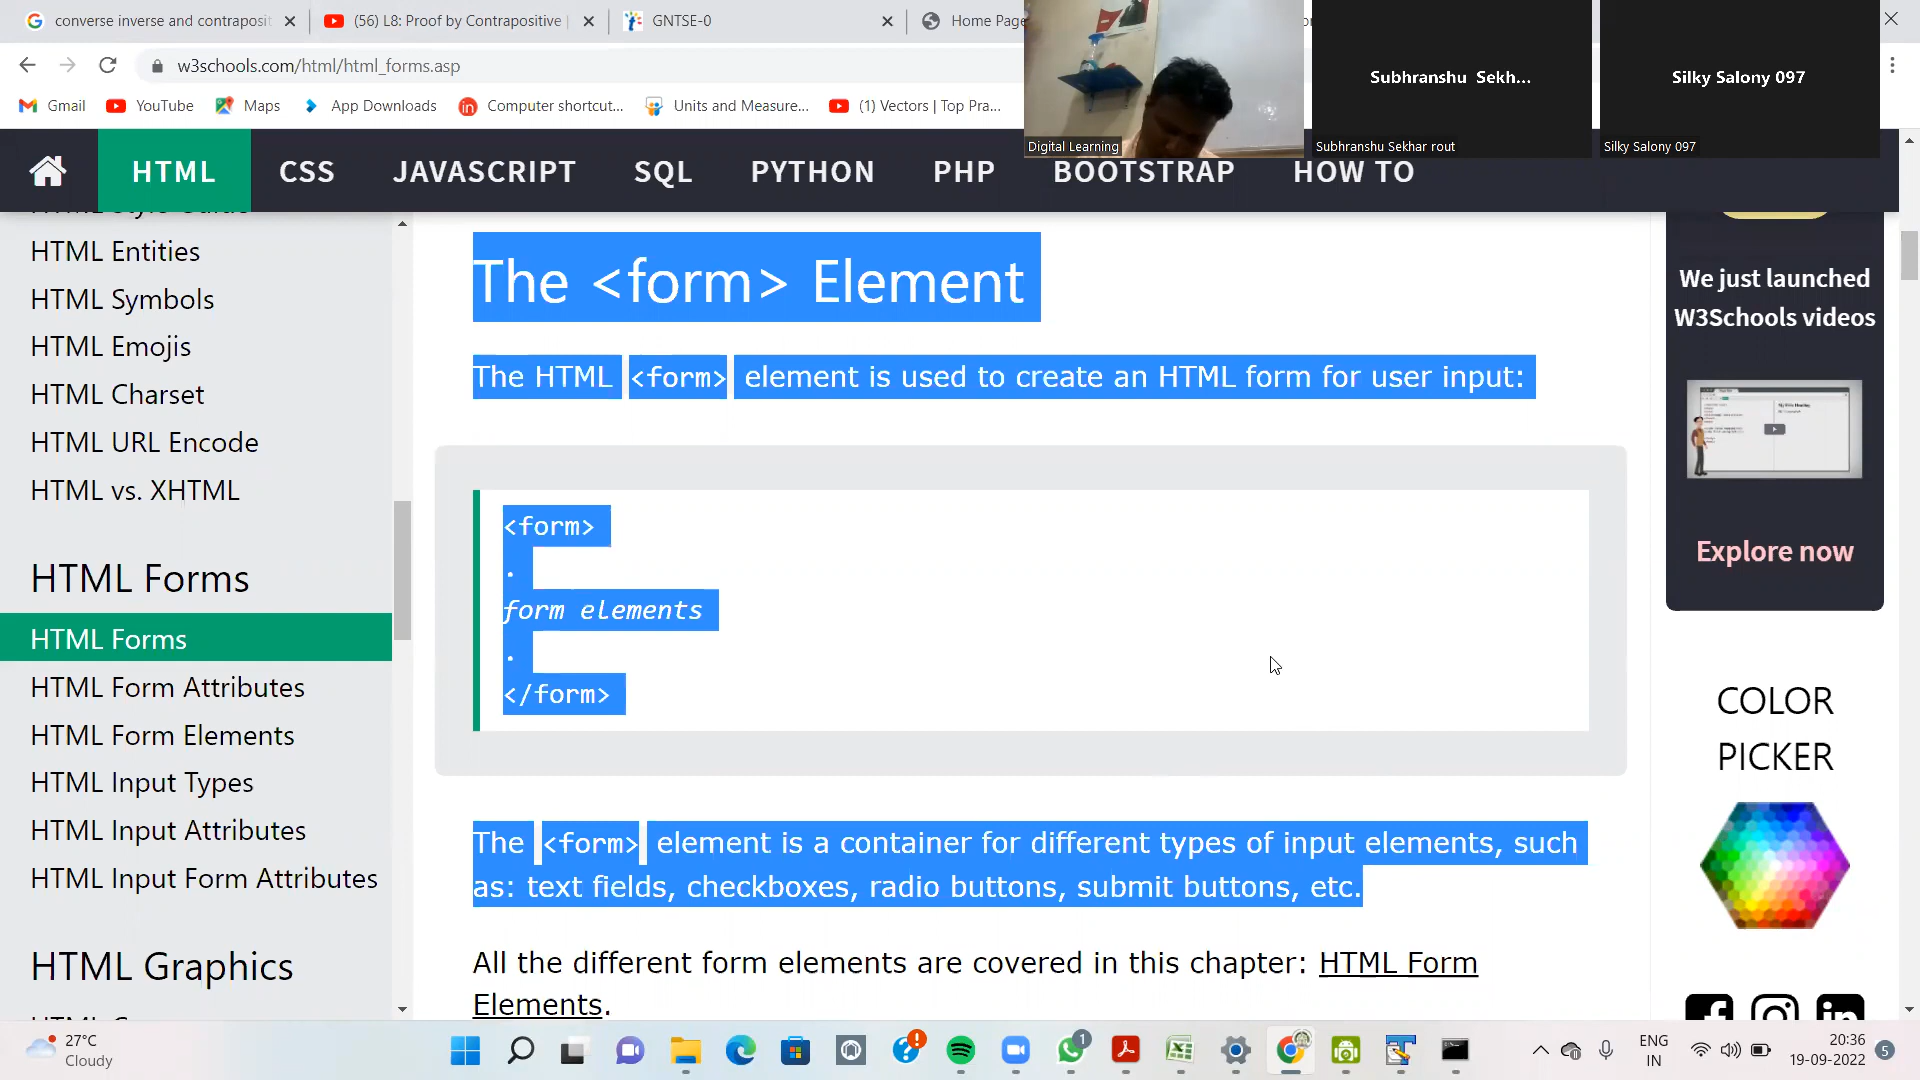 converse inverse and contraposit
(56) L8: Proof by Contrapositive
GNTSE-0
Home Page
w3schools.com/html/html_forms.asp
Gmail
YouTube
Maps
App Downloads
Computer shortcut...
Units and Measure...
(1) Vectors | Top Pra...
Digital Learning
Subhranshu Sekh...
Subhranshu Sekhar rout
Silky Salony 097
Silky Salony 097
HTML
CSS
JAVASCRIPT
SQL
PYTHON
PHP
BOOTSTRAP
HOW TO
HTML Style Guide
HTML Entities
HTML Symbols
HTML Emojis
HTML Charset
HTML URL Encode
HTML vs. XHTML
HTML Forms
HTML Forms
HTML Form Attributes
HTML Form Elements
HTML Input Types
HTML Input Attributes
HTML Input Form Attributes
HTML Graphics
The <form> Element
The HTML <form> element is used to create an HTML form for user input:
<form>
.
form elements
.
</form>
The <form> element is a container for different types of input elements, such
as: text fields, checkboxes, radio buttons, submit buttons, etc.
All the different form elements are covered in this chapter: HTML Form
Elements.
We just launched
W3Schools videos
Explore now
COLOR
PICKER
27°C
Cloudy
1
ENG
IN
20:36
19-09-2022
5